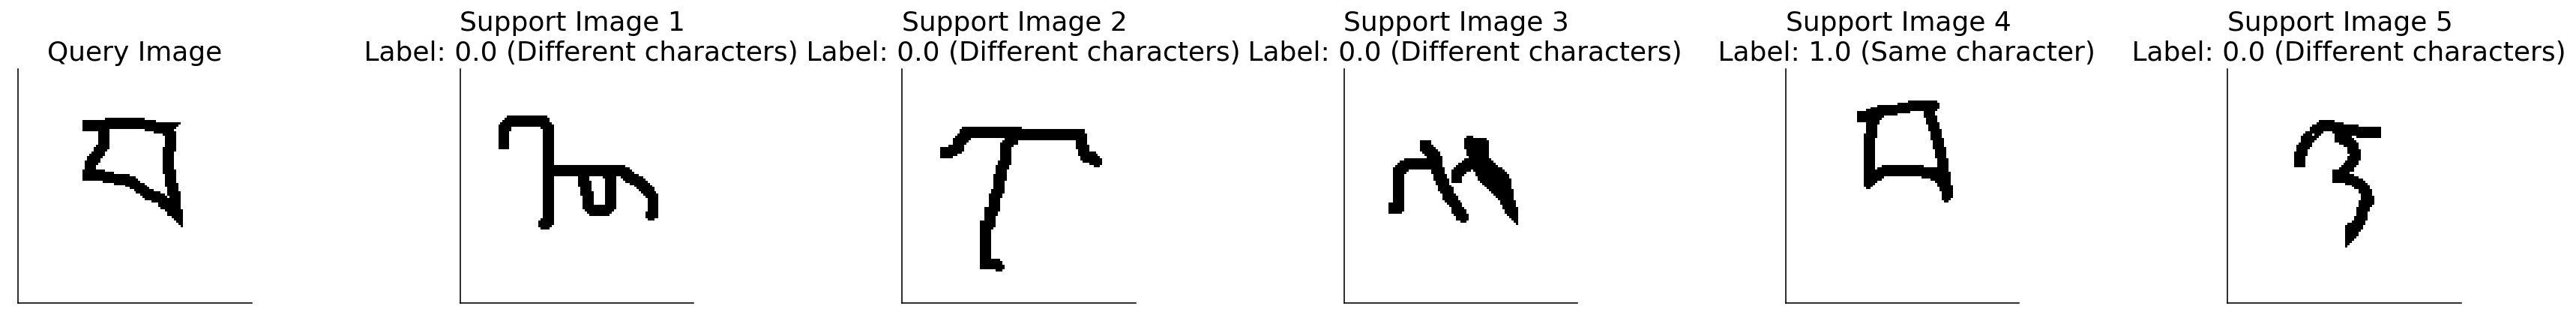 Query Image
Support Image 1
Label: 0.0 (Different characters)
Support Image 2
Label: 0.0 (Different characters)
Support Image 3
Label: 0.0 (Different characters)
Support Image 4
Label: 1.0 (Same character)
Support Image 5
Label: 0.0 (Different characters)